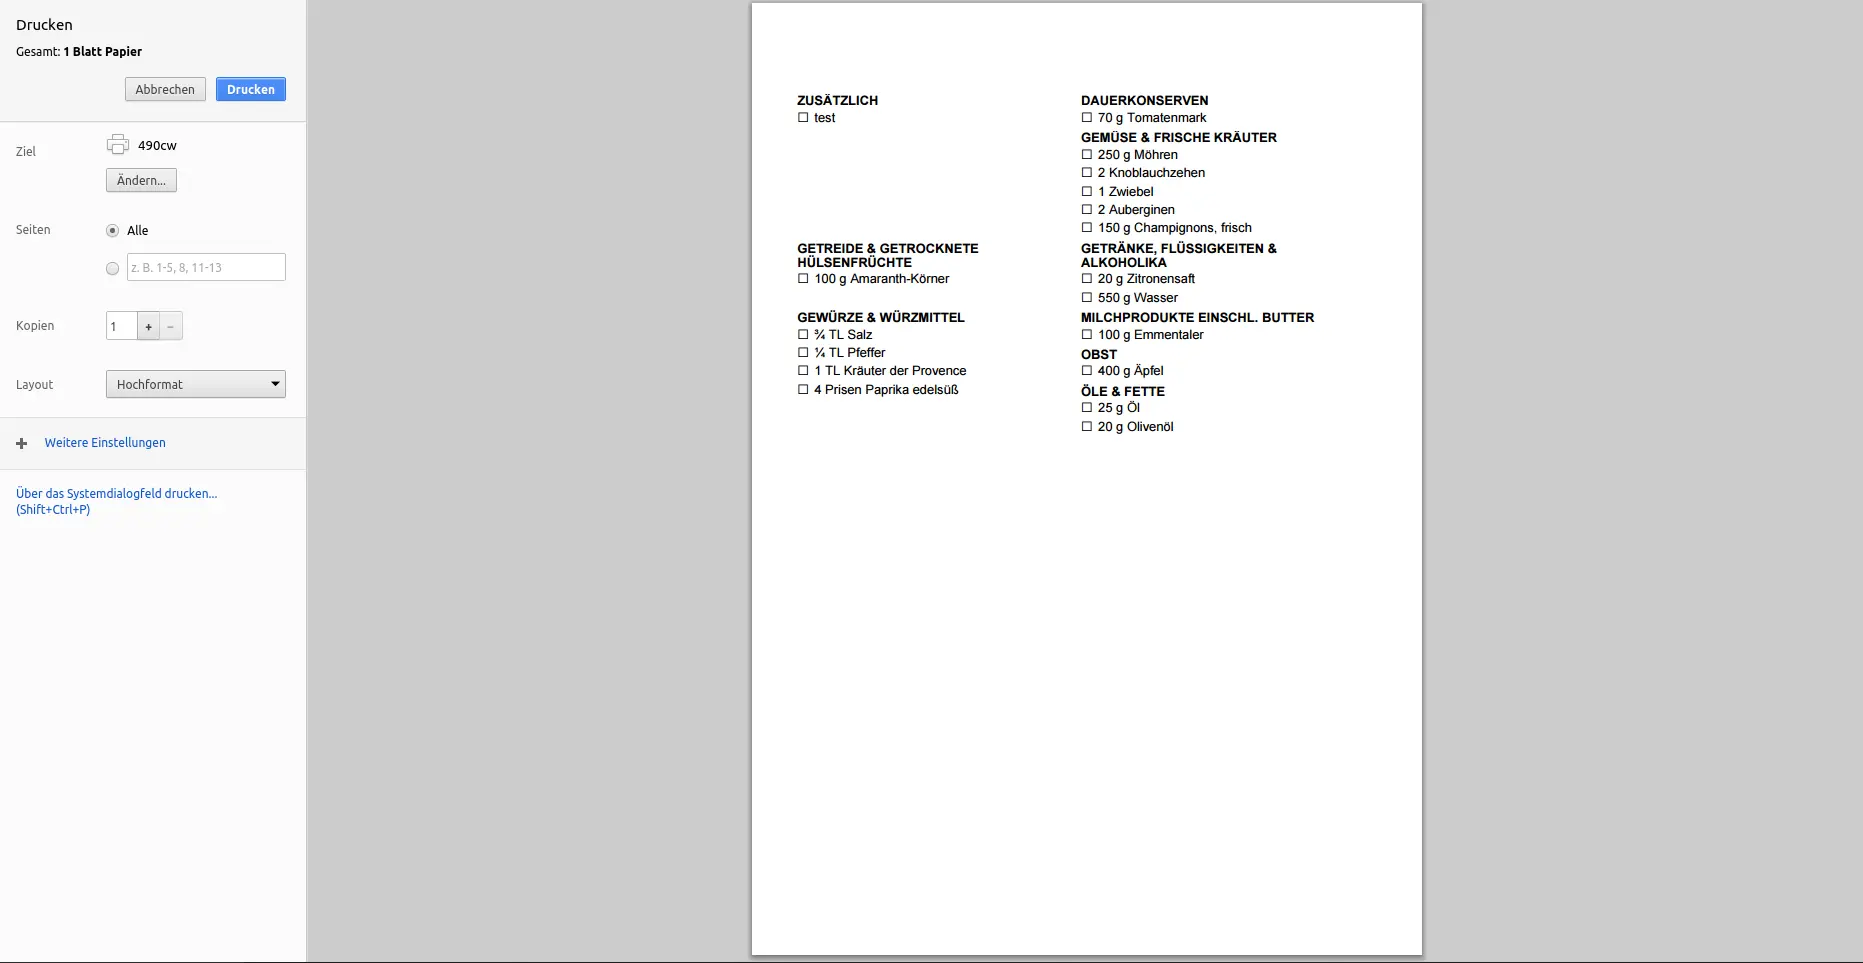 Drucken
Gesamt: 1 Blatt Papier
Abbrechen
Drucken
Ziel
490cw
Ändern...
Seiten
Alle
z. B. 1-5, 8, 11-13
Kopien
1
+
−
Layout
Hochformat
Weitere Einstellungen
Über das Systemdialogfeld drucken...
(Shift+Ctrl+P)
ZUSÄTZLICH
test
GETREIDE & GETROCKNETE
HÜLSENFRÜCHTE
100 g Amaranth-Körner
GEWÜRZE & WÜRZMITTEL
¾ TL Salz
¼ TL Pfeffer
1 TL Kräuter der Provence
4 Prisen Paprika edelsüß
DAUERKONSERVEN
70 g Tomatenmark
GEMÜSE & FRISCHE KRÄUTER
250 g Möhren
2 Knoblauchzehen
1 Zwiebel
2 Auberginen
150 g Champignons, frisch
GETRÄNKE, FLÜSSIGKEITEN &
ALKOHOLIKA
20 g Zitronensaft
550 g Wasser
MILCHPRODUKTE EINSCHL. BUTTER
100 g Emmentaler
OBST
400 g Äpfel
ÖLE & FETTE
25 g Öl
20 g Olivenöl